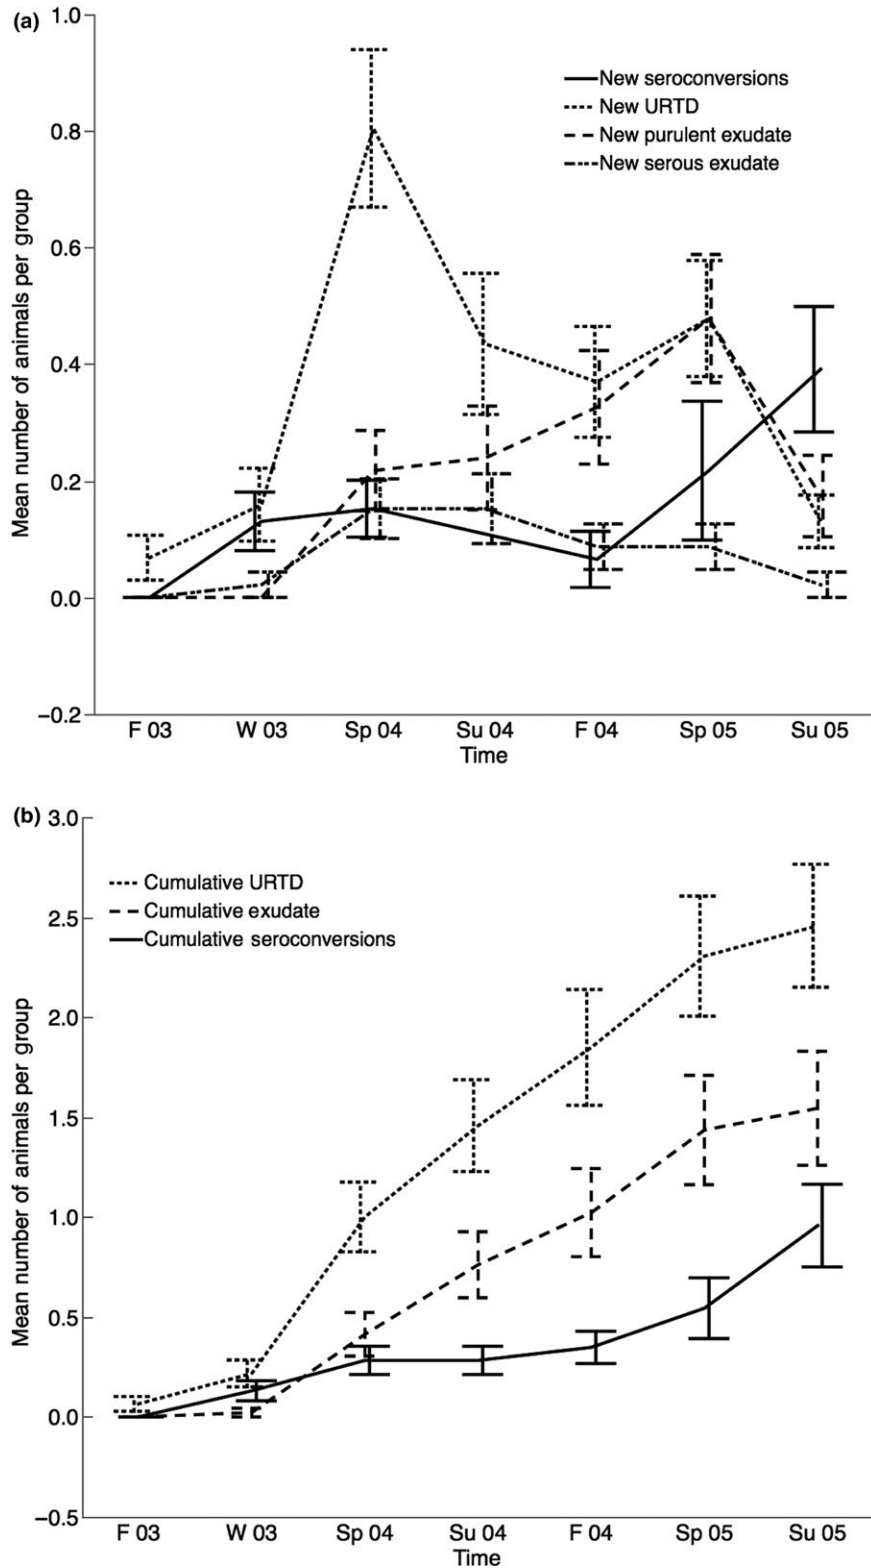 (a)
1.0
0.8
0.6
0.4
0.2
0.0
−0.2
Mean number of animals per group
New seroconversions
New URTD
New purulent exudate
New serous exudate
F 03 W 03 Sp 04 Su 04 F 04 Sp 05 Su 05
Time
(b)
3.0
2.5
2.0
1.5
1.0
0.5
0.0
−0.5
Mean number of animals per group
Cumulative URTD
Cumulative exudate
Cumulative seroconversions
F 03 W 03 Sp 04 Su 04 F 04 Sp 05 Su 05
Time